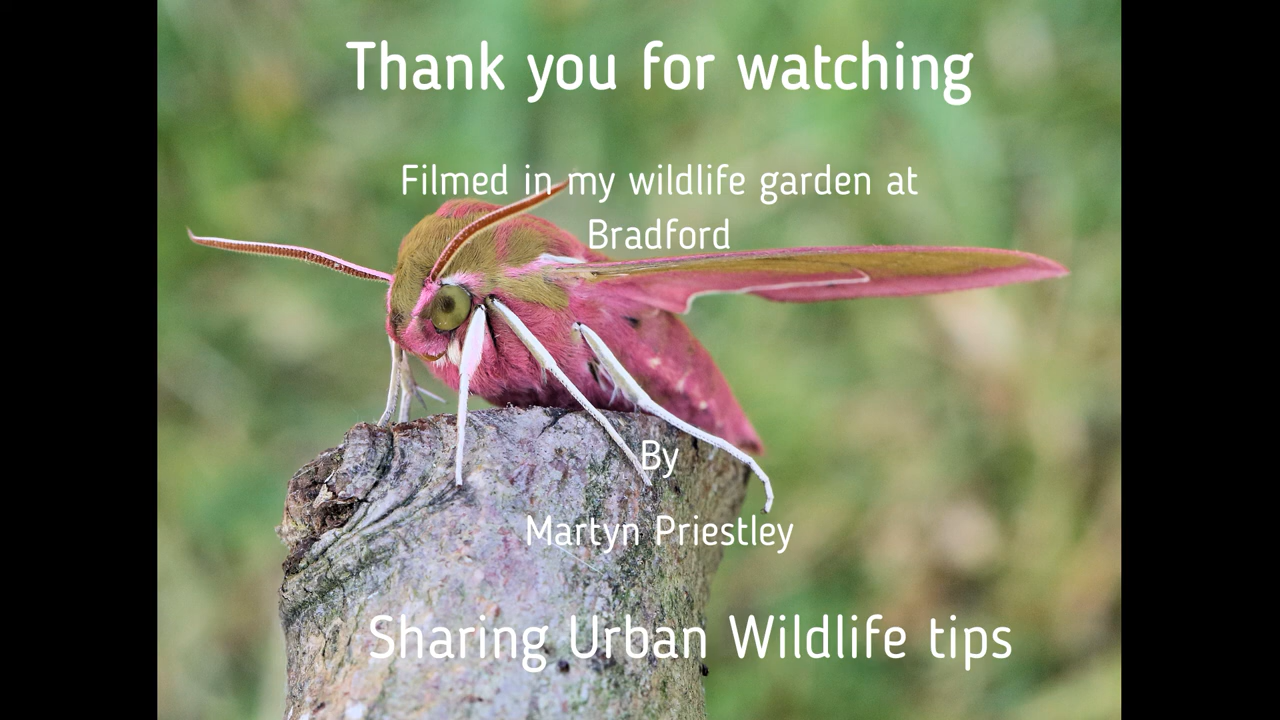 Thank you for watching
Filmed in my wildlife garden at
Bradford
By
Martyn Priestley
Sharing Urban Wildlife tips